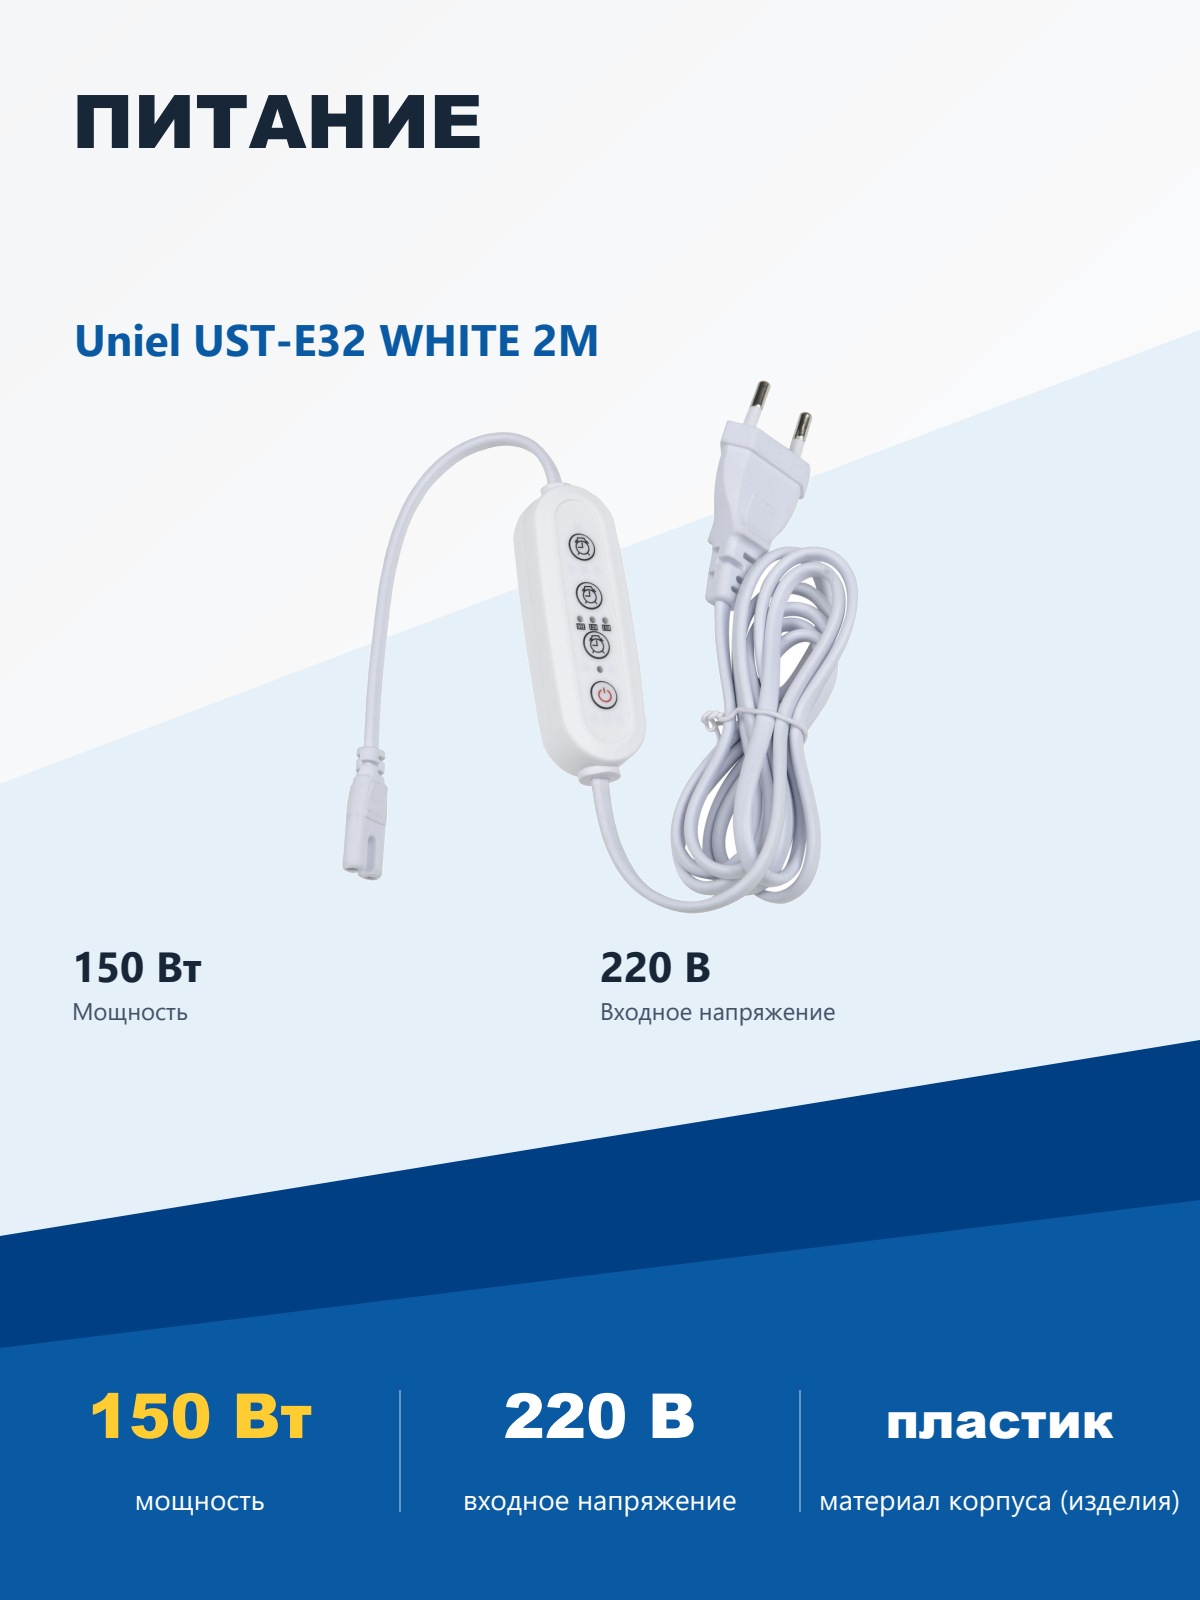 ПИТАНИЕ
Uniel UST-E32 WHITE 2M
150 Вт
Мощность
220 В
Входное напряжение
150 Вт
мощность
220 В
входное напряжение
пластик
материал корпуса (изделия)